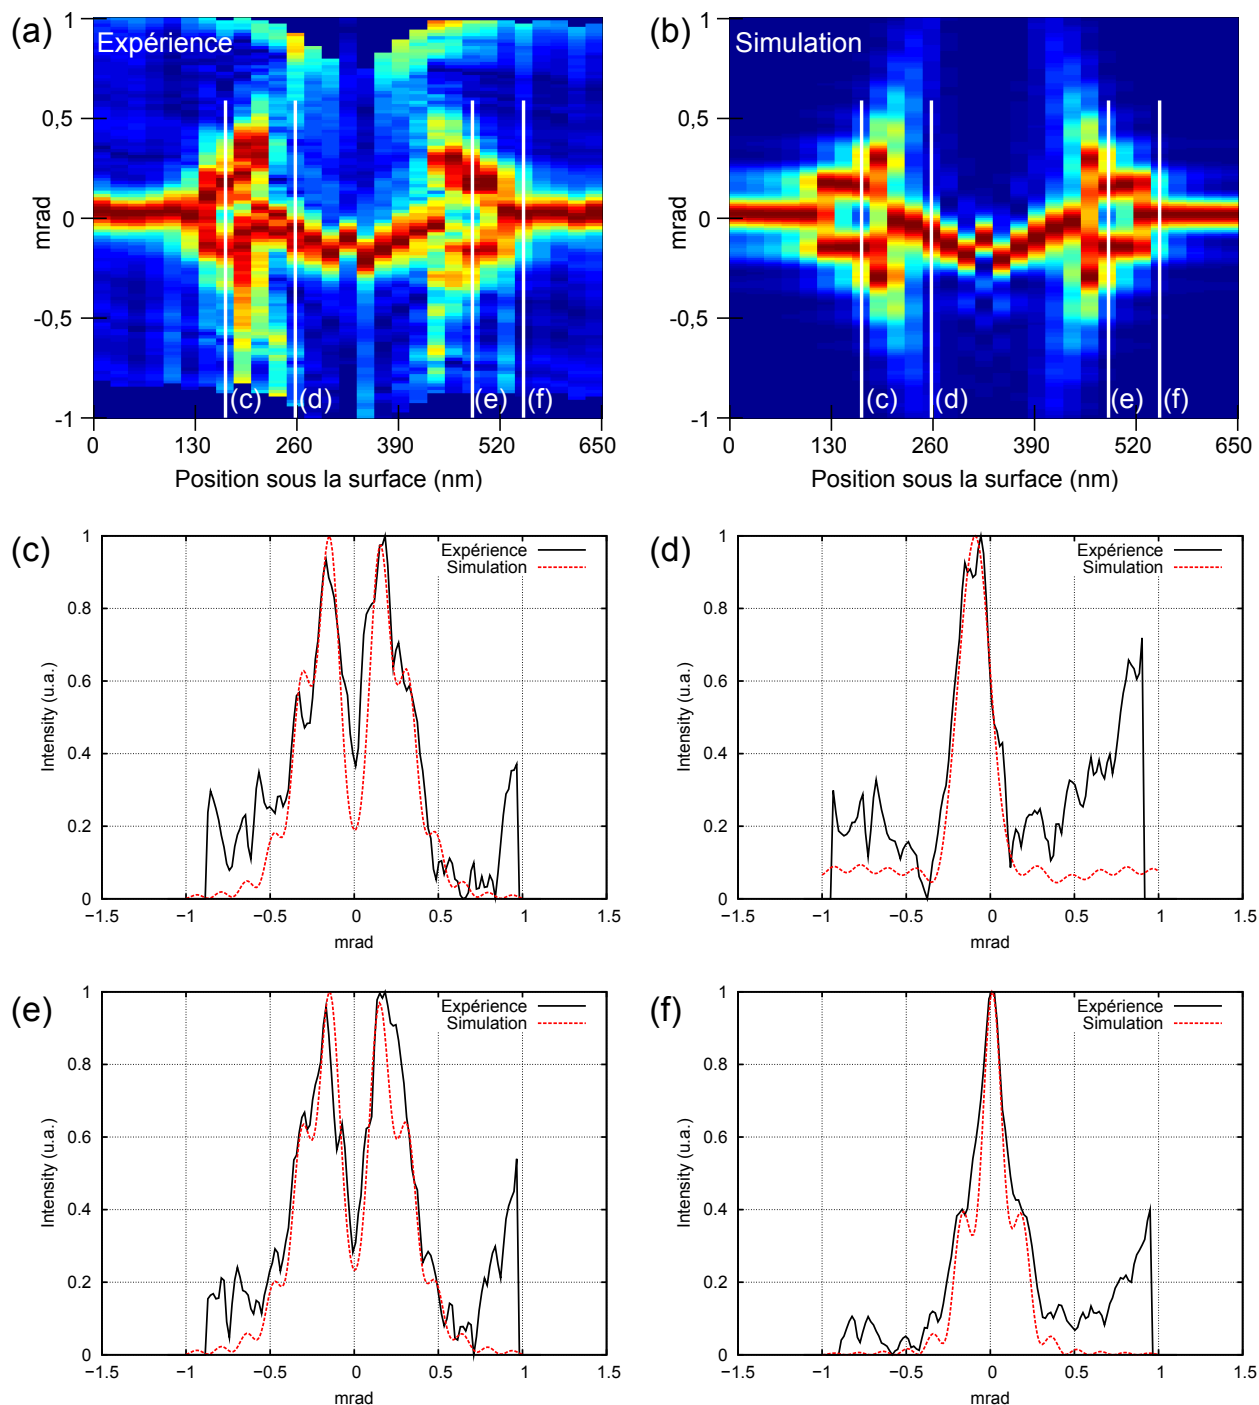 (a)
Expérience
1
0,5
0
-0,5
-1
mrad
(c)
(d)
(e)
(f)
0
130
260
390
520
650
Position sous la surface (nm)
(b)
Simulation
1
0,5
0
-0,5
-1
mrad
(c)
(d)
(e)
(f)
0
130
260
390
520
650
Position sous la surface (nm)
(c)
Expérience
Simulation
1
0.8
0.6
0.4
0.2
0
Intensity (u.a.)
−1.5
−1
−0.5
0
0.5
1
1.5
mrad
(d)
Expérience
Simulation
1
0.8
0.6
0.4
0.2
0
Intensity (u.a.)
−1.5
−1
−0.5
0
0.5
1
1.5
mrad
(e)
Expérience
Simulation
1
0.8
0.6
0.4
0.2
0
Intensity (u.a.)
−1.5
−1
−0.5
0
0.5
1
1.5
mrad
(f)
Expérience
Simulation
1
0.8
0.6
0.4
0.2
0
Intensity (u.a.)
−1.5
−1
−0.5
0
0.5
1
1.5
mrad